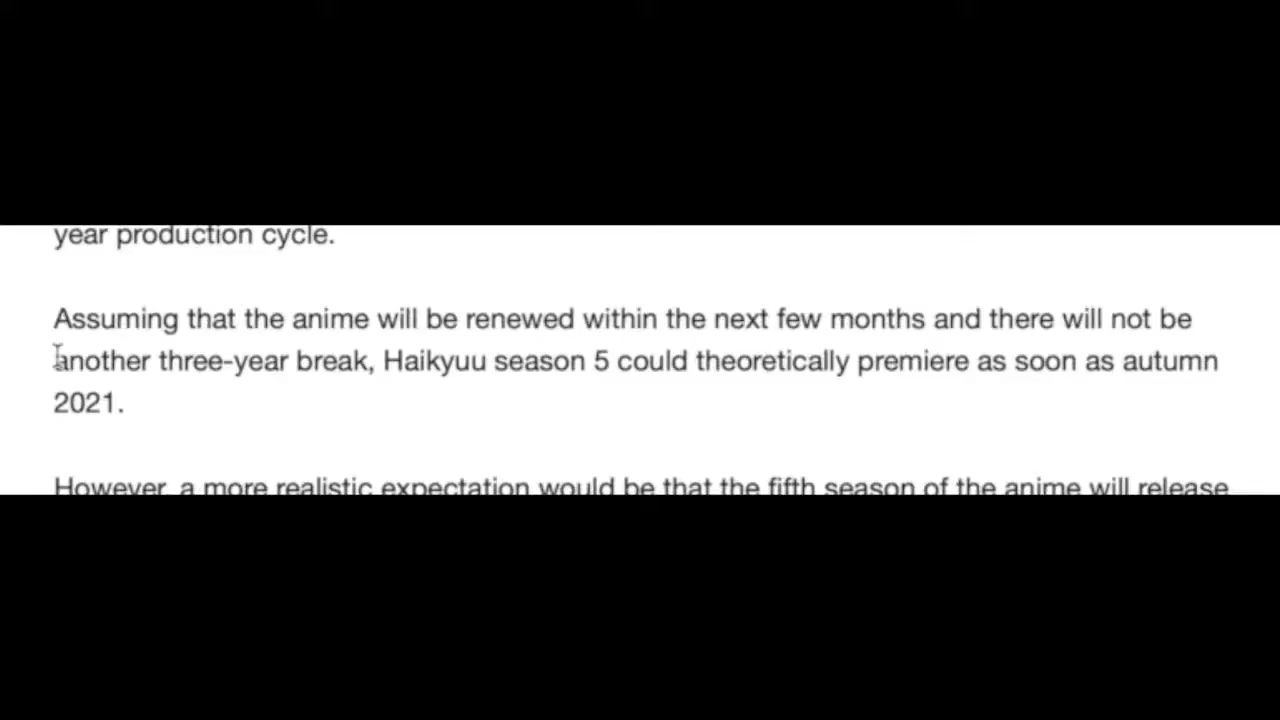 year production cycle.
Assuming that the anime will be renewed within the next few months and there will not be
another three-year break, Haikyuu season 5 could theoretically premiere as soon as autumn
2021.
However, a more realistic expectation would be that the fifth season of the anime will release